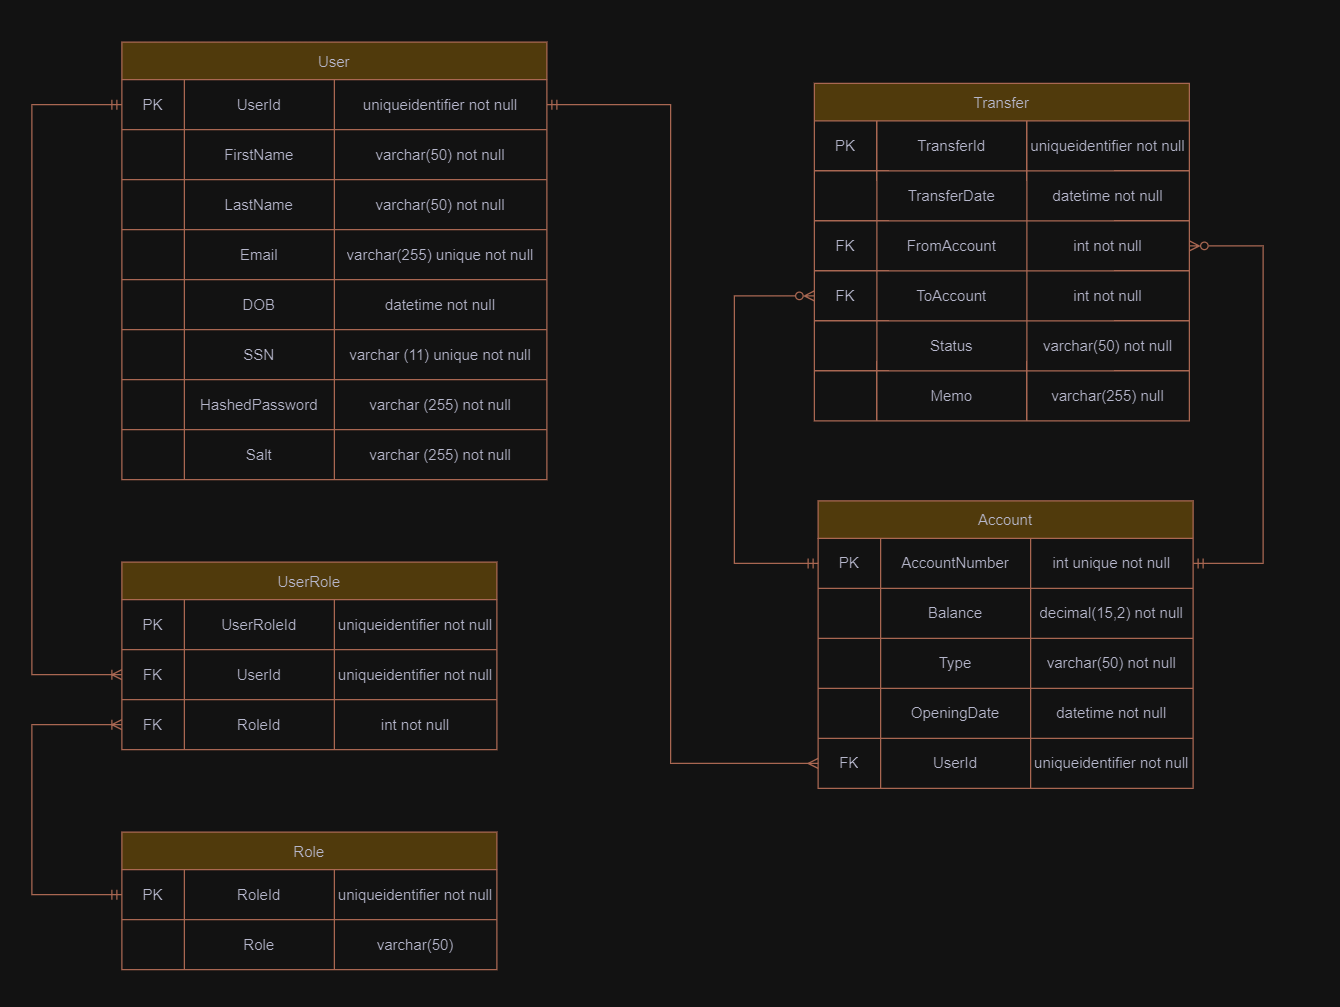 User
PK UserId uniqueidentifier not null
FirstName varchar(50) not null
LastName varchar(50) not null
Email varchar(255) unique not null
DOB datetime not null
SSN varchar (11) unique not null
HashedPassword varchar (255) not null
Salt varchar (255) not null
Transfer
PK TransferId uniqueidentifier not null
TransferDate datetime not null
FK FromAccount int not null
FK ToAccount int not null
Status varchar(50) not null
Memo varchar(255) null
UserRole
PK UserRoleId uniqueidentifier not null
FK UserId uniqueidentifier not null
FK RoleId int not null
Account
PK AccountNumber int unique not null
Balance decimal(15,2) not null
Type varchar(50) not null
OpeningDate datetime not null
FK UserId uniqueidentifier not null
Role
PK RoleId uniqueidentifier not null
Role varchar(50)